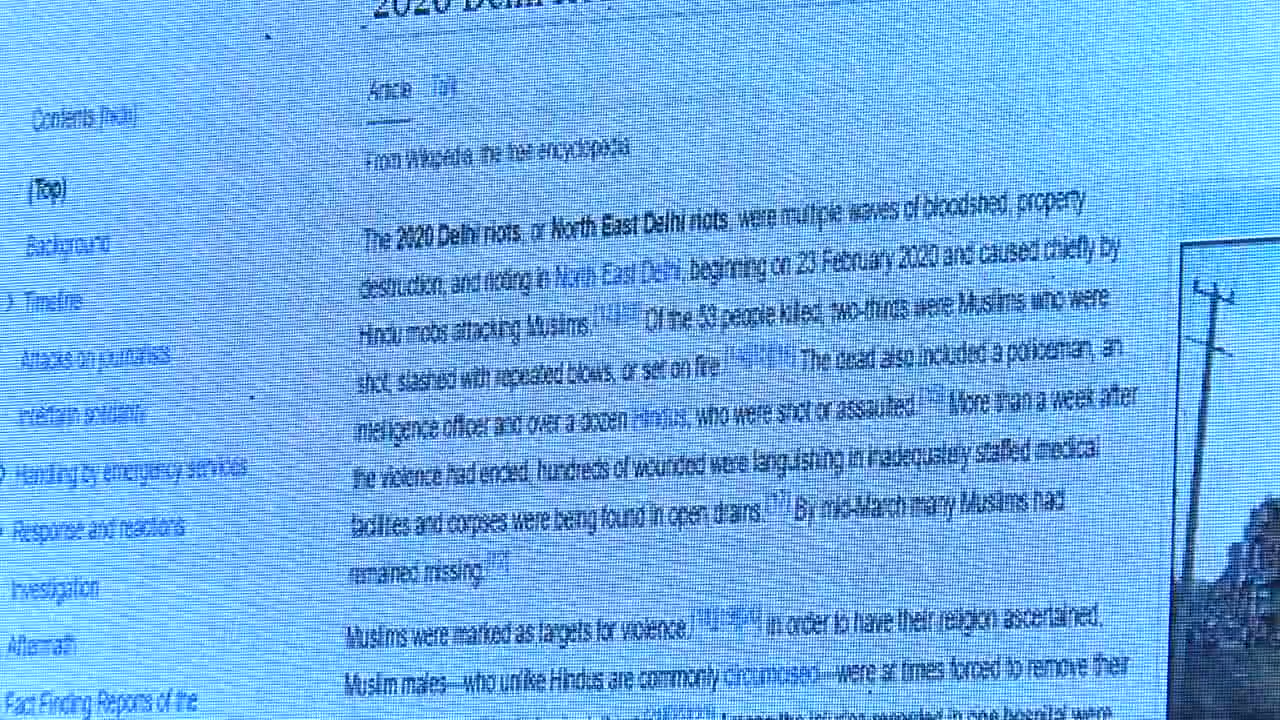 2020 Delhi
Article Talk
Contents [hide]
From Wikipedia, the free encyclopedia
(Top)
The 2020 Delhi riots, or North East Delhi riots, were multiple waves of bloodshed, property
Background
destruction, and rioting in North East Delhi, beginning on 23 February 2020 and caused chiefly by
Timeline
Hindu mobs attacking Muslims. Of the 53 people killed, two-thirds were Muslims who were
Attacks on journalists
shot, slashed with repeated blows, or set on fire. The dead also included a policeman, an
Interfaith solidarity
intelligence officer and over a dozen Hindus, who were shot or assaulted. More than a week after
Handling by emergency services
the violence had ended, hundreds of wounded were languishing in inadequately staffed medical
Response and reactions
facilities and corpses were being found in open drains. By mid-March many Muslims had
Investigation
remained missing.
Aftermath
Muslims were marked as targets for violence. In order to have their religion ascertained,
Fact Finding Reports of the
Muslim males—who unlike Hindus are commonly circumcised—were at times forced to remove their
in one hospital were